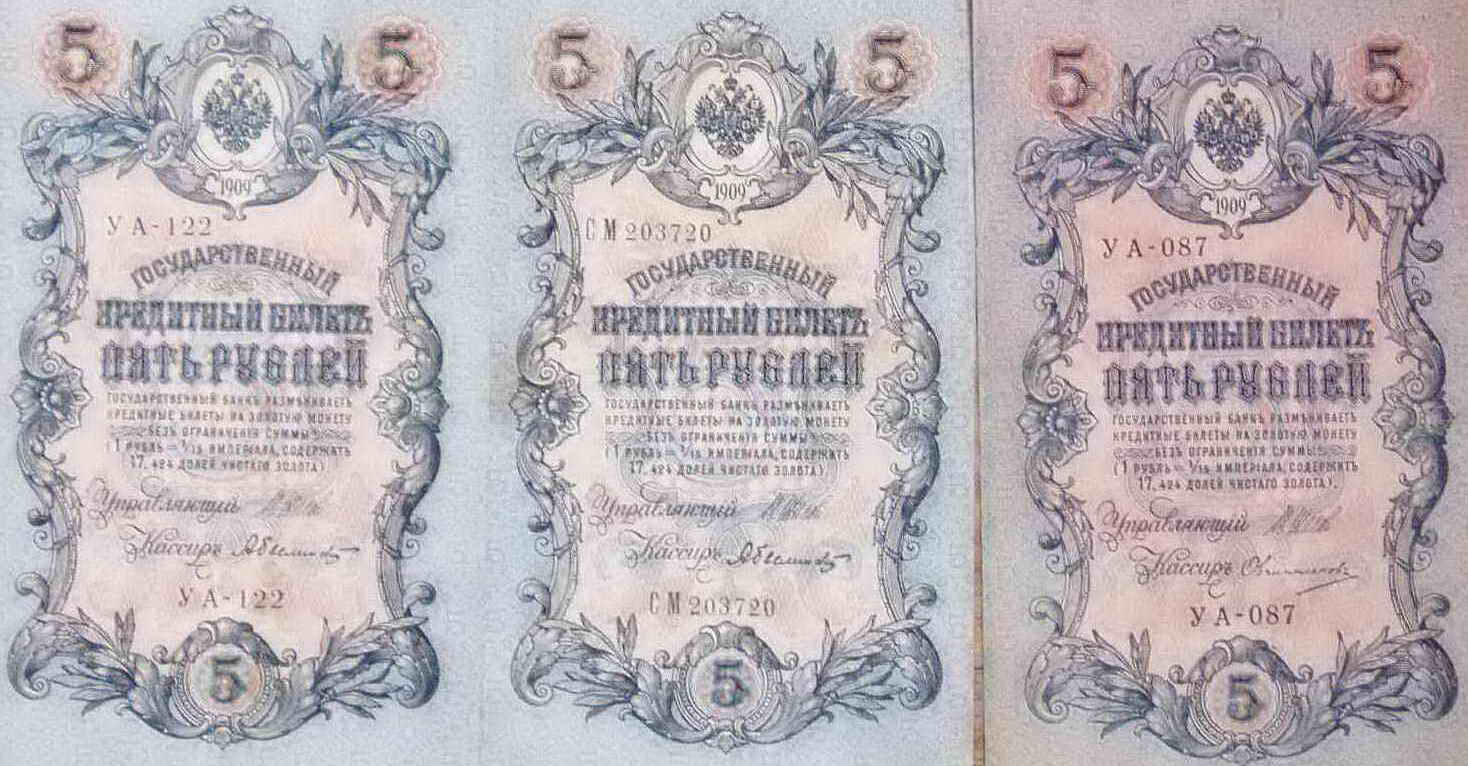 5 5
1909
УА-122
ГОСУДАРСТВЕННЫЙ
КРЕДИТНЫЙ БИЛЕТЪ
ПЯТЬ РУБЛЕЙ
ГОСУДАРСТВЕННЫЙ БАНКЪ РАЗМѢНИВАЕТЪ
КРЕДИТНЫЕ БИЛЕТЫ НА ЗОЛОТУЮ МОНЕТУ
БЕЗЪ ОГРАНИЧЕНІЯ СУММЫ
(1 РУБЛЬ = 1/15 ИМПЕРІАЛА, СОДЕРЖИТЪ
17,424 ДОЛЕЙ ЧИСТАГО ЗОЛОТА)
Управляющій
Кассиръ
УА-122
5
5 5
1909
СМ 203720
ГОСУДАРСТВЕННЫЙ
КРЕДИТНЫЙ БИЛЕТЪ
ПЯТЬ РУБЛЕЙ
ГОСУДАРСТВЕННЫЙ БАНКЪ РАЗМѢНИВАЕТЪ
КРЕДИТНЫЕ БИЛЕТЫ НА ЗОЛОТУЮ МОНЕТУ
БЕЗЪ ОГРАНИЧЕНІЯ СУММЫ
(1 РУБЛЬ = 1/15 ИМПЕРІАЛА, СОДЕРЖИТЪ
17,424 ДОЛЕЙ ЧИСТАГО ЗОЛОТА)
Управляющій
Кассиръ
СМ 203720
5
5 5
1909
УА-087
ГОСУДАРСТВЕННЫЙ
КРЕДИТНЫЙ БИЛЕТЪ
ПЯТЬ РУБЛЕЙ
ГОСУДАРСТВЕННЫЙ БАНКЪ РАЗМѢНИВАЕТЪ
КРЕДИТНЫЕ БИЛЕТЫ НА ЗОЛОТУЮ МОНЕТУ
БЕЗЪ ОГРАНИЧЕНІЯ СУММЫ
(1 РУБЛЬ = 1/15 ИМПЕРІАЛА, СОДЕРЖИТЪ
17,424 ДОЛЕЙ ЧИСТАГО ЗОЛОТА).
Управляющій
Кассиръ
УА-087
5